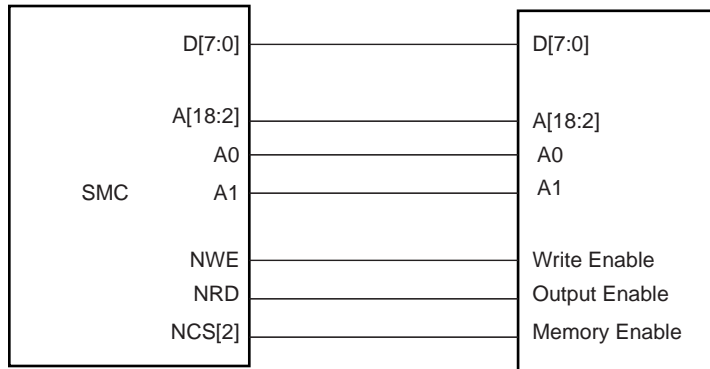 D[7:0] D[7:0]
A[18:2] A[18:2]
A0 A0
SMC A1 A1
NWE Write Enable
NRD Output Enable
NCS[2] Memory Enable